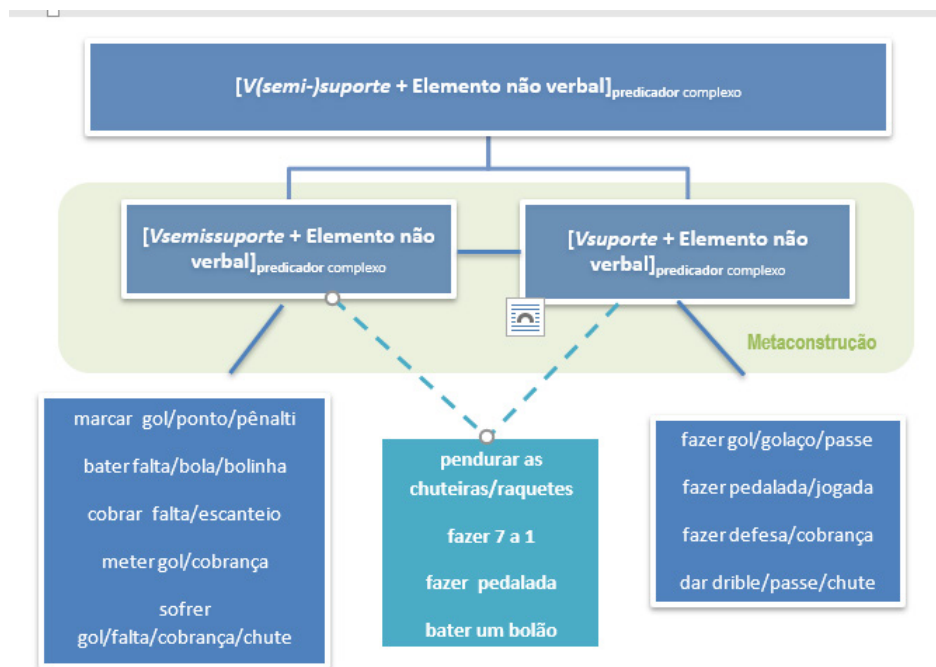 [V(semi-)suporte + Elemento não verbal]predicador complexo
[Vsemissuporte + Elemento não
verbal]predicador complexo
[Vsuporte + Elemento não
verbal]predicador complexo
Metaconstrução
marcar gol/ponto/pênalti
bater falta/bola/bolinha
cobrar falta/escanteio
meter gol/cobrança
sofrer
gol/falta/cobrança/chute
pendurar as
chuteiras/raquetes
fazer 7 a 1
fazer pedalada
bater um bolão
fazer gol/golaço/passe
fazer pedalada/jogada
fazer defesa/cobrança
dar drible/passe/chute